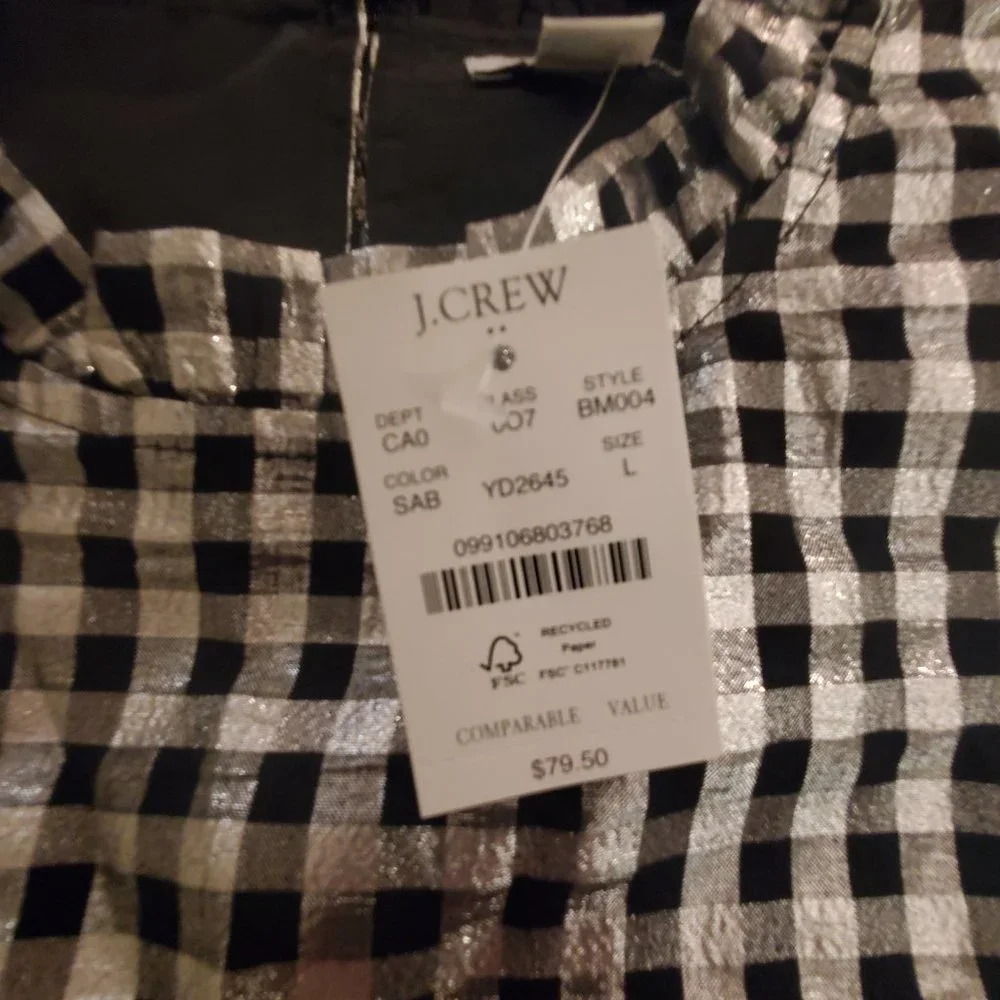 J.CREW
DEPT STYLE
CA0 007 BM004
COLOR SIZE
SAB YD2645 L
099106803768
RECYCLED
Paper
FSC FSC® C117781
COMPARABLE VALUE
$79.50